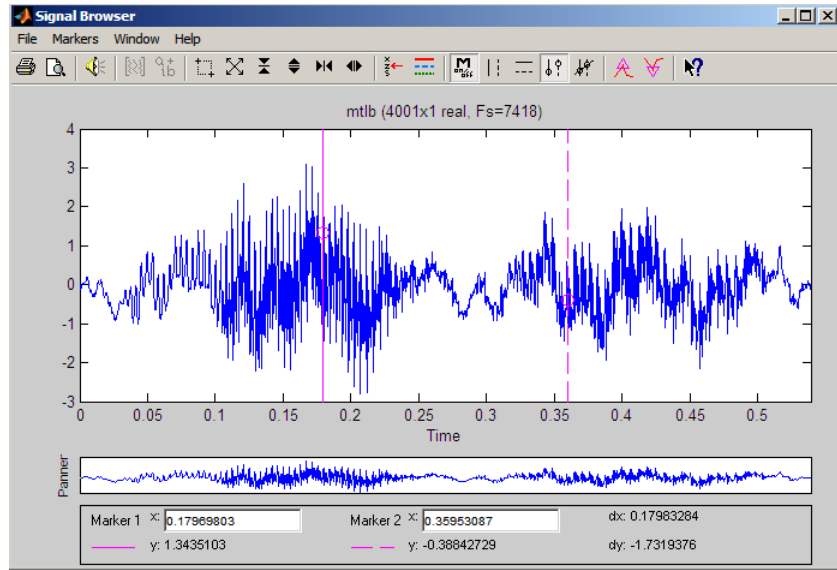 Signal Browser
File Markers Window Help
mtlb (4001x1 real, Fs=7418)
4
3
2
1
0
-1
-2
-3
0 0.05 0.1 0.15 0.2 0.25 0.3 0.35 0.4 0.45 0.5
Time
Panner
Marker 1 x: 0.17969803 Marker 2 x: 0.35953087 dx: 0.17983284
y: 1.3435103 y: -0.38842729 dy: -1.7319376